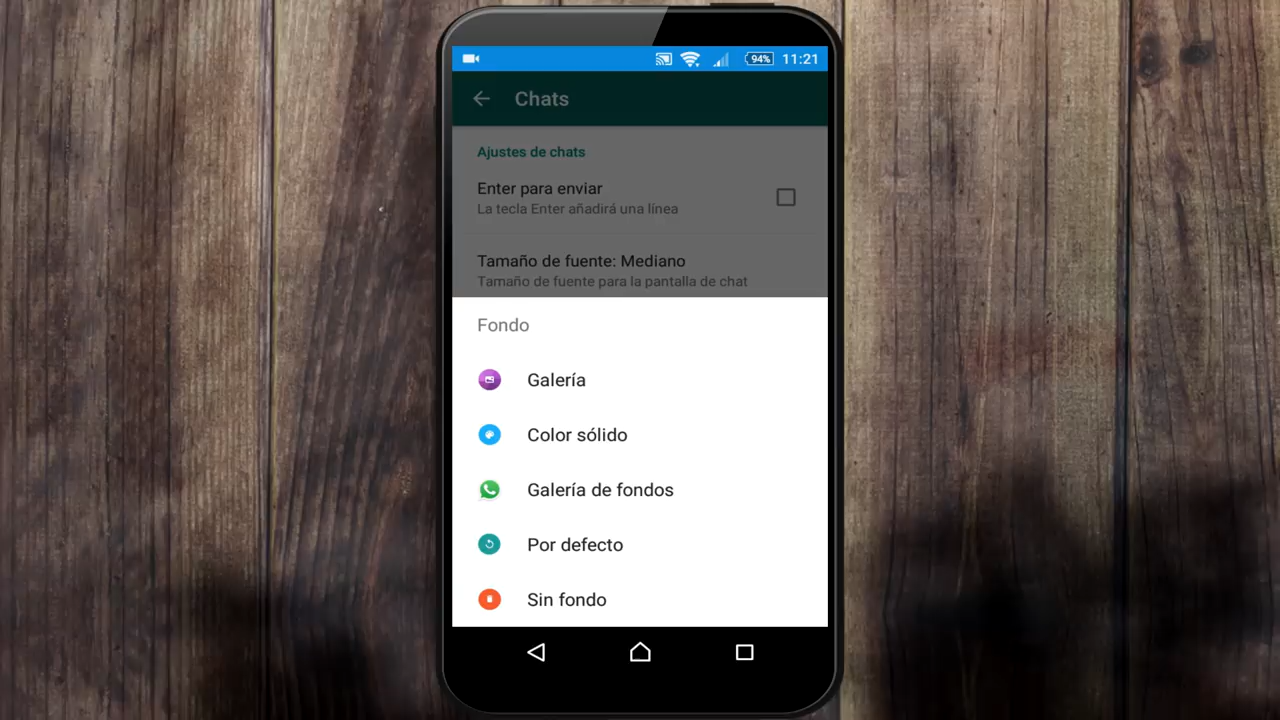 94% 11:21
Chats
Ajustes de chats
Enter para enviar
La tecla Enter añadirá una línea
Tamaño de fuente: Mediano
Tamaño de fuente para la pantalla de chat
Fondo
Galería
Color sólido
Galería de fondos
Por defecto
Sin fondo